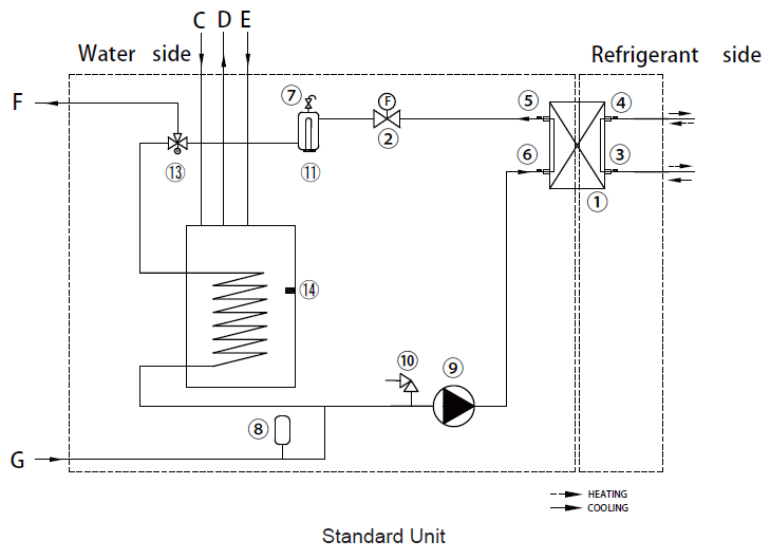 C D E
Water side
Refrigerant side
F
⑦
⑤
④
F
②
⑬
⑪
⑥
③
①
⑭
⑩
⑨
⑧
G
HEATING
COOLING
Standard Unit